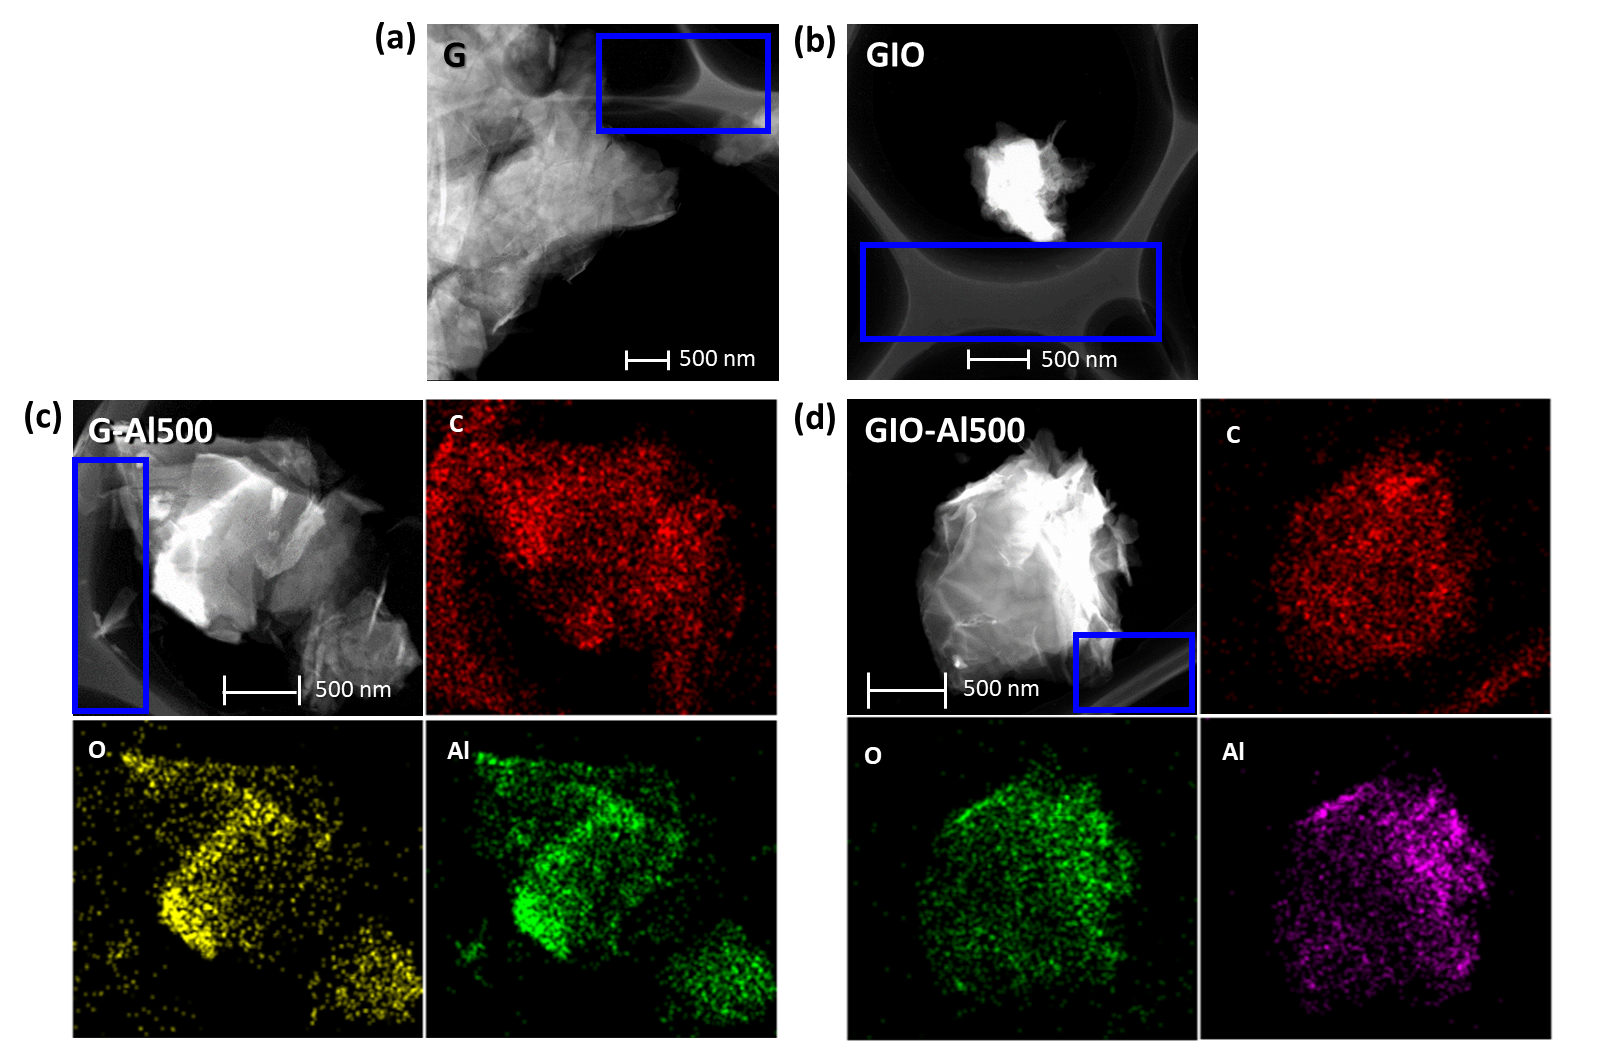 (a)
G
500 nm
(b)
GIO
500 nm
(c)
G-Al500
500 nm
C
O
Al
(d)
GIO-Al500
500 nm
C
O
Al